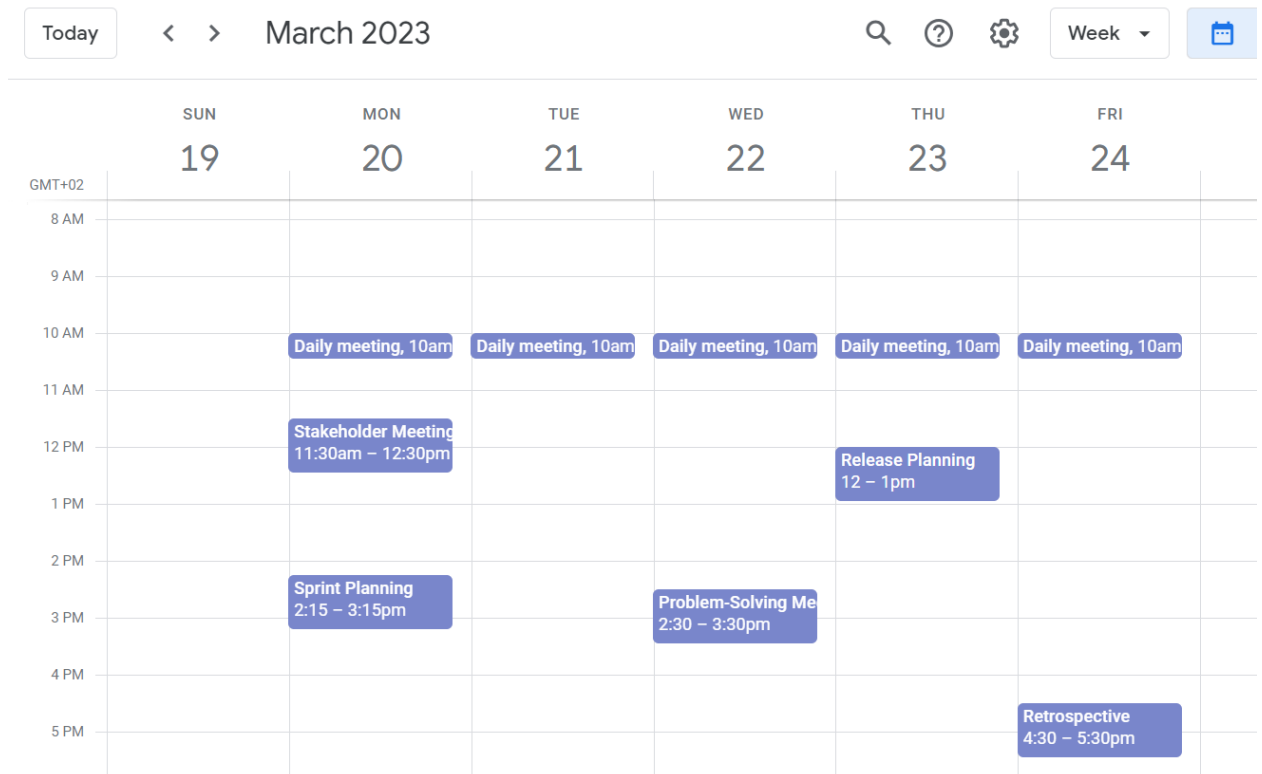 Today
March 2023
Week
SUN
MON
TUE
WED
THU
FRI
19
20
21
22
23
24
GMT+02
8 AM
9 AM
10 AM
Daily meeting, 10am
Daily meeting, 10am
Daily meeting, 10am
Daily meeting, 10am
Daily meeting, 10am
11 AM
Stakeholder Meeting
11:30am – 12:30pm
12 PM
Release Planning
12 – 1pm
1 PM
2 PM
Sprint Planning
2:15 – 3:15pm
Problem-Solving Me
2:30 – 3:30pm
3 PM
4 PM
Retrospective
4:30 – 5:30pm
5 PM